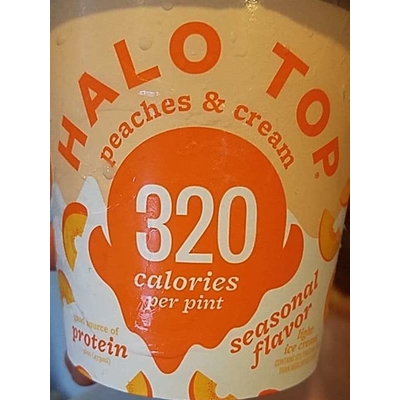 HALO TOP
peaches & cream
320
calories
per pint
good source of
protein
seasonal
flavor
light
ice cream